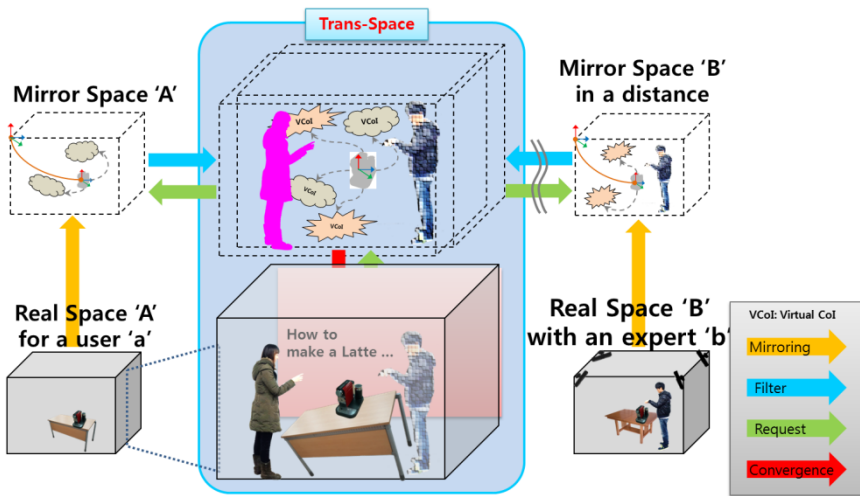 Trans-Space
Mirror Space ‘A’
Mirror Space ‘B’
in a distance
VCoI
VCoI
VCoI
VCoI
Real Space ‘A’
for a user ‘a’
How to
make a Latte ...
Real Space ‘B’
with an expert ‘b’
VCoI: Virtual CoI
Mirroring
Filter
Request
Convergence